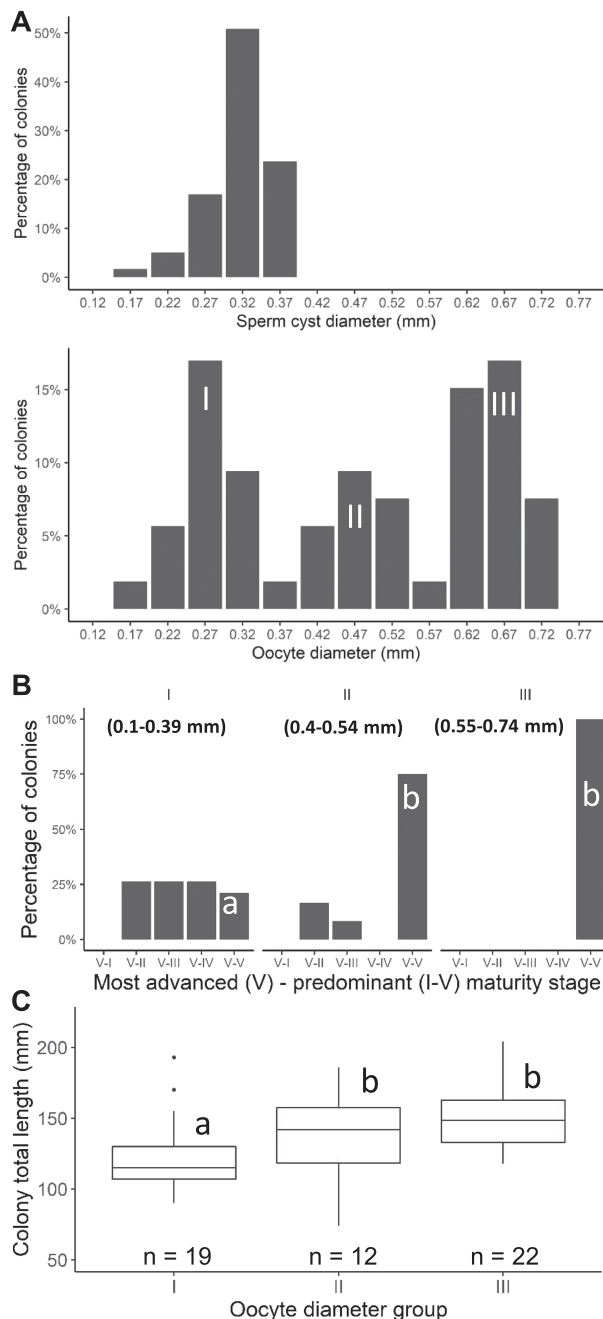 A
Percentage of colonies
50%
40%
30%
20%
10%
0%
0.12 0.17 0.22 0.27 0.32 0.37 0.42 0.47 0.52 0.57 0.62 0.67 0.72 0.77
Sperm cyst diameter (mm)
Percentage of colonies
15%
10%
5%
0%
I
II
III
0.12 0.17 0.22 0.27 0.32 0.37 0.42 0.47 0.52 0.57 0.62 0.67 0.72 0.77
Oocyte diameter (mm)
B
I II III
(0.1-0.39 mm) (0.4-0.54 mm) (0.55-0.74 mm)
Percentage of colonies
100%
75%
50%
25%
0%
a
b
b
V-I V-II V-III V-IV V-V V-I V-II V-III V-IV V-V V-I V-II V-III V-IV V-V
Most advanced (V) - predominant (I-V) maturity stage
C
Colony total length (mm)
200
150
100
50
a
b
b
n = 19 n = 12 n = 22
I II III
Oocyte diameter group